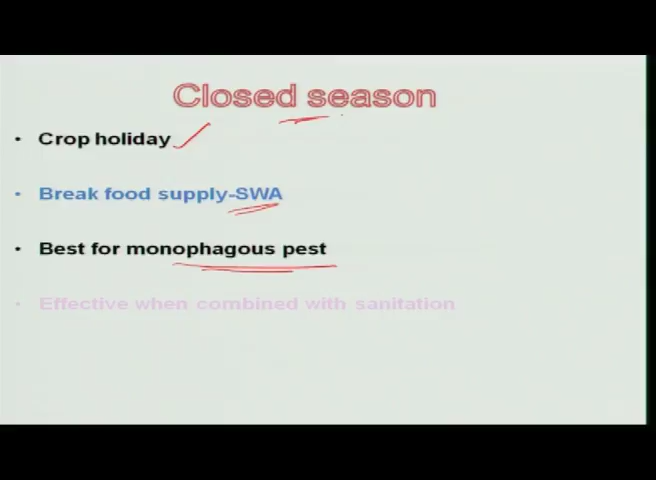 Closed season
• Crop holiday
• Break food supply-SWA
• Best for monophagous pest
• Effective when combined with sanitation